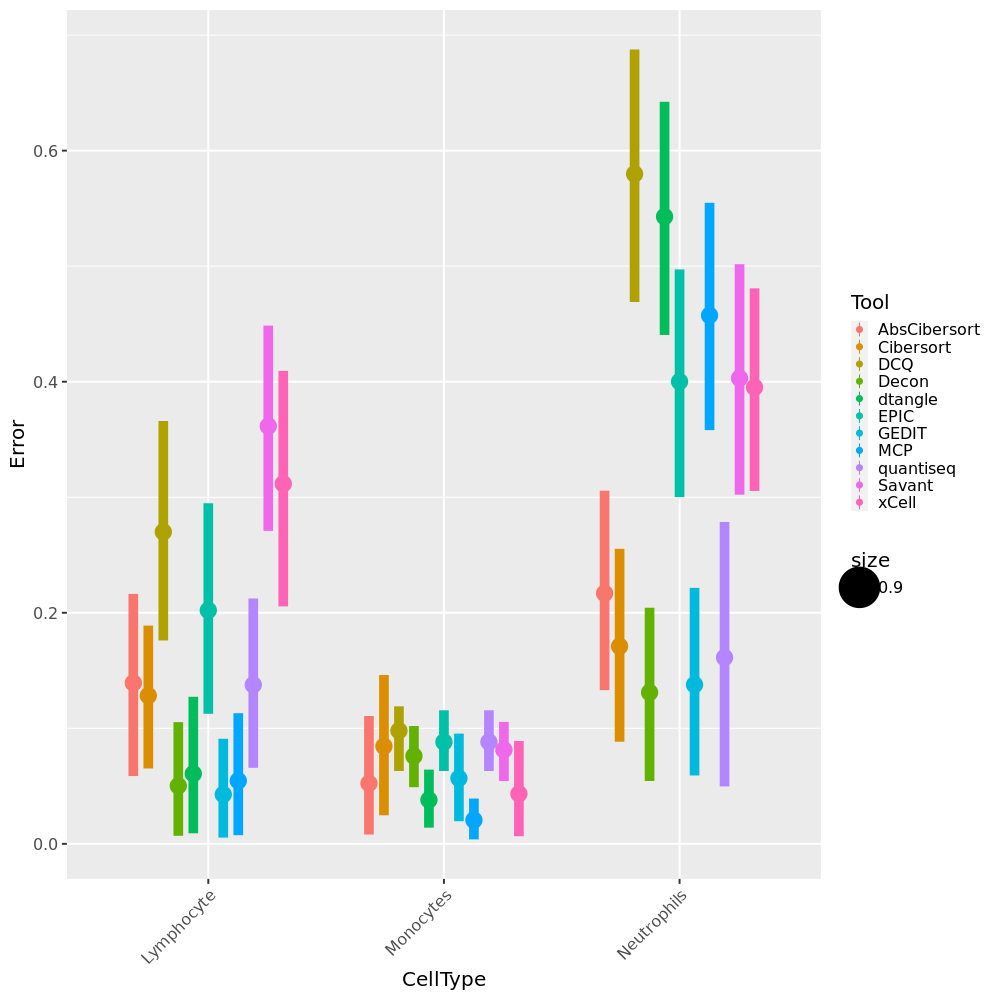 Error
0.6
0.4
0.2
0.0
Lymphocyte
Monocytes
Neutrophils
CellType
Tool
AbsCibersort
Cibersort
DCQ
Decon
dtangle
EPIC
GEDIT
MCP
quantiseq
Savant
xCell
size
0.9